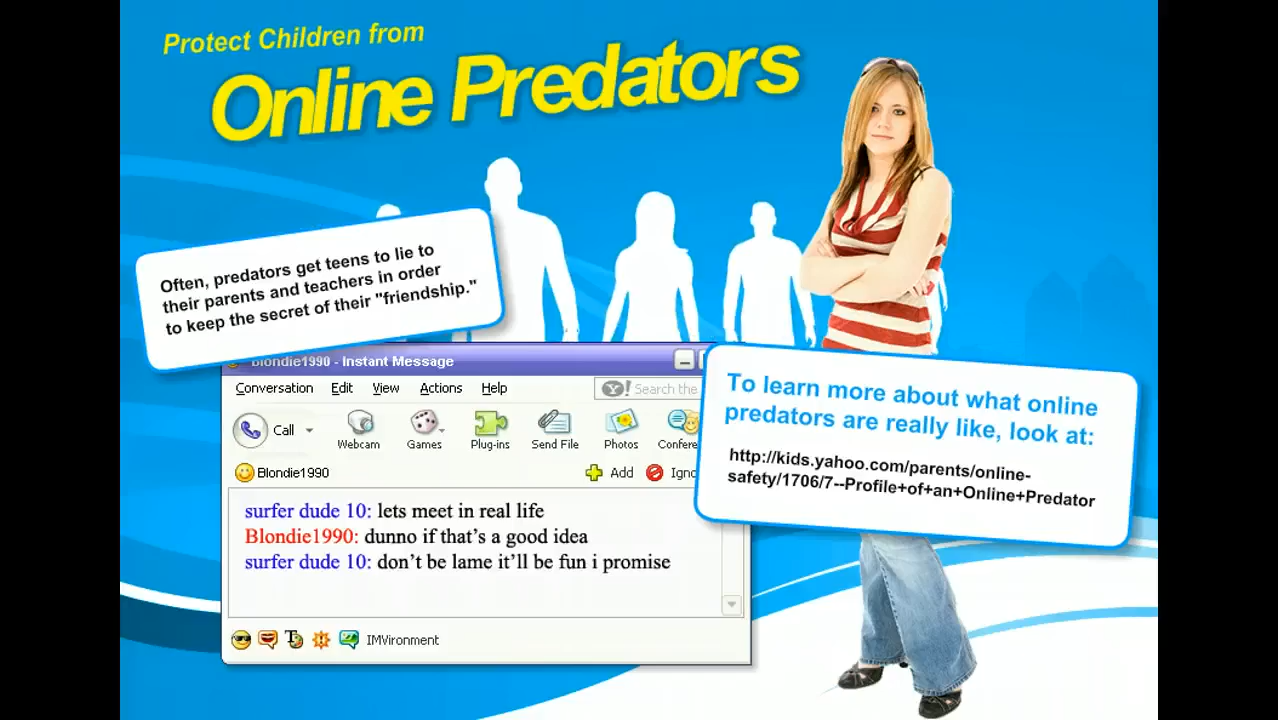 Protect Children from
Online Predators
Often, predators get teens to lie to
their parents and teachers in order
to keep the secret of their "friendship."
Blondie1990 - Instant Message
Conversation Edit View Actions Help
Y! Search the
Call Webcam Games Plug-ins Send File Photos Confere
Blondie1990 Add Igno
surfer dude 10: lets meet in real life
Blondie1990: dunno if that’s a good idea
surfer dude 10: don’t be lame it’ll be fun i promise
IMVironment
To learn more about what online
predators are really like, look at:
http://kids.yahoo.com/parents/online-
safety/1706/7--Profile+of+an+Online+Predator